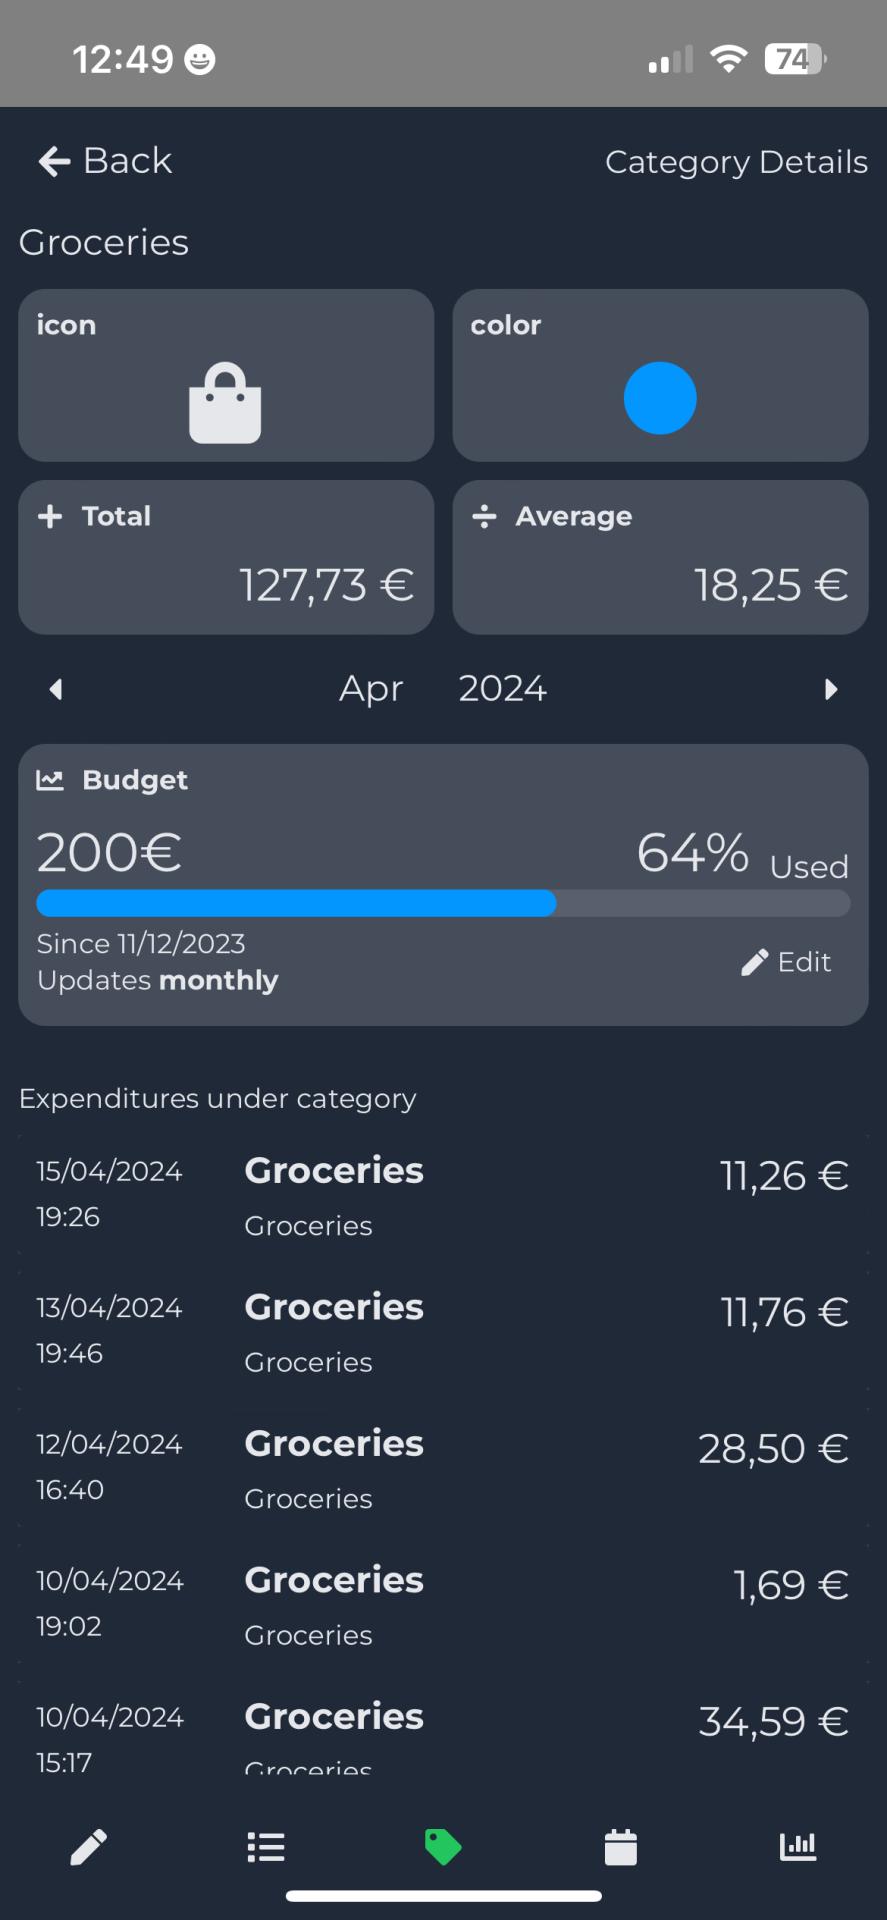 12:49
74
Back
Category Details
Groceries
icon
color
Total
Average
127,73 €
18,25 €
Apr 2024
Budget
200€
64% Used
Since 11/12/2023
Updates monthly
Edit
Expenditures under category
15/04/2024 Groceries 11,26 €
19:26 Groceries
13/04/2024 Groceries 11,76 €
19:46 Groceries
12/04/2024 Groceries 28,50 €
16:40 Groceries
10/04/2024 Groceries 1,69 €
19:02 Groceries
10/04/2024 Groceries 34,59 €
15:17 Groceries